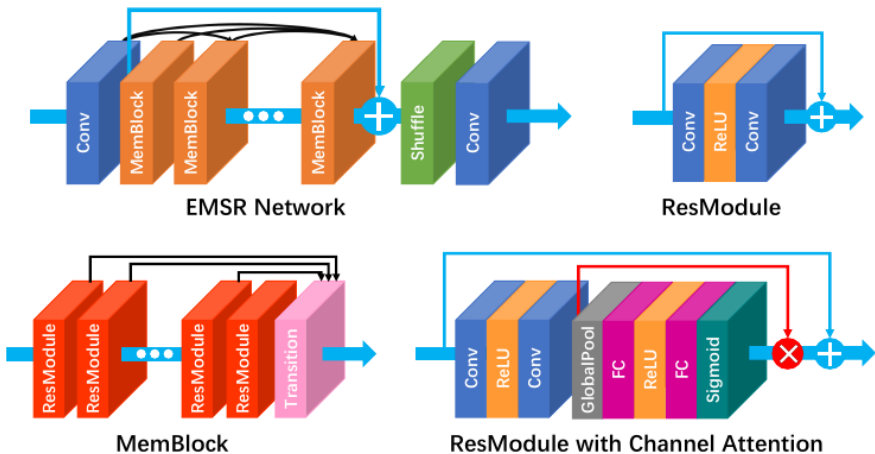 Conv
MemBlock
MemBlock
MemBlock
Shuffle
Conv
EMSR Network
Conv
ReLU
Conv
ResModule
ResModule
ResModule
ResModule
ResModule
Transition
MemBlock
Conv
ReLU
Conv
GlobalPool
FC
ReLU
FC
Sigmoid
ResModule with Channel Attention